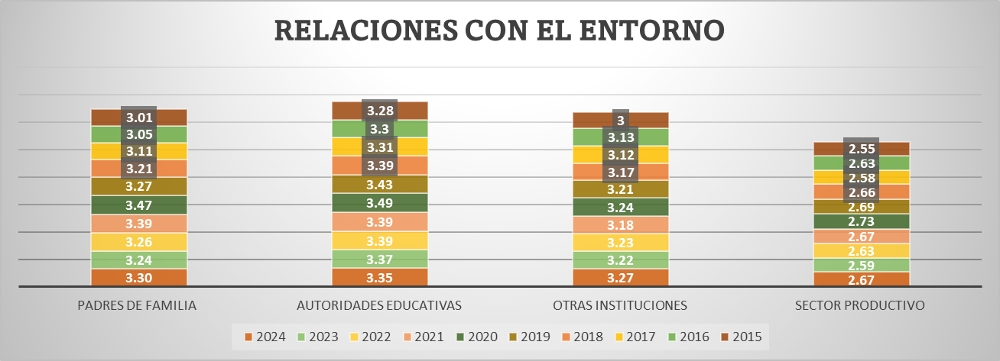 RELACIONES CON EL ENTORNO
3.01 3.28 3 2.55
3.05 3.3 3.13 2.63
3.11 3.31 3.12 2.58
3.21 3.39 3.17 2.66
3.27 3.43 3.21 2.69
3.47 3.49 3.24 2.73
3.39 3.39 3.18 2.67
3.26 3.39 3.23 2.63
3.24 3.37 3.22 2.59
3.30 3.35 3.27 2.67
PADRES DE FAMILIA AUTORIDADES EDUCATIVAS OTRAS INSTITUCIONES SECTOR PRODUCTIVO
2024 2023 2022 2021 2020 2019 2018 2017 2016 2015